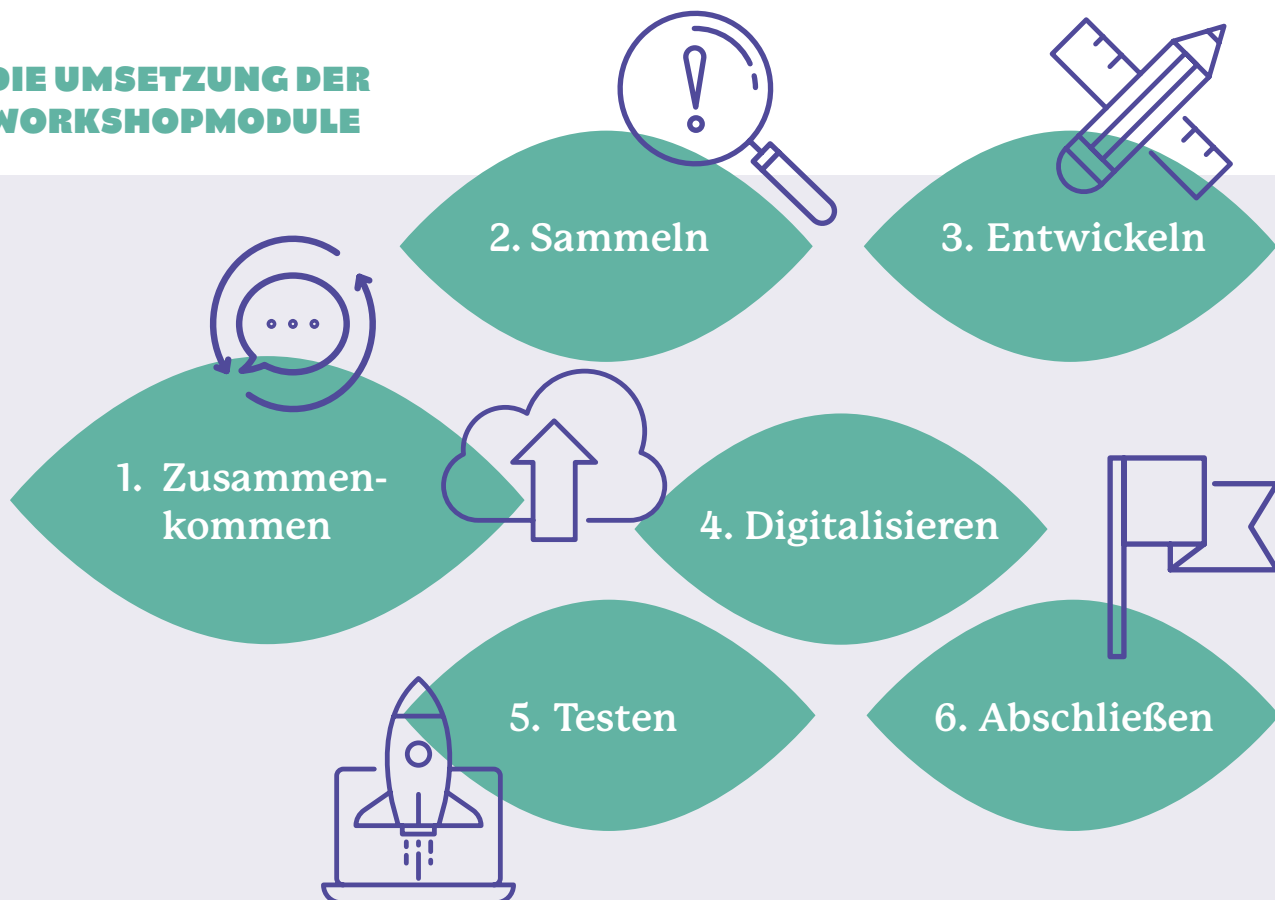 DIE UMSETZUNG DER
WORKSHOPMODULE
2. Sammeln
3. Entwickeln
1. Zusammen-
kommen
4. Digitalisieren
5. Testen
6. Abschließen